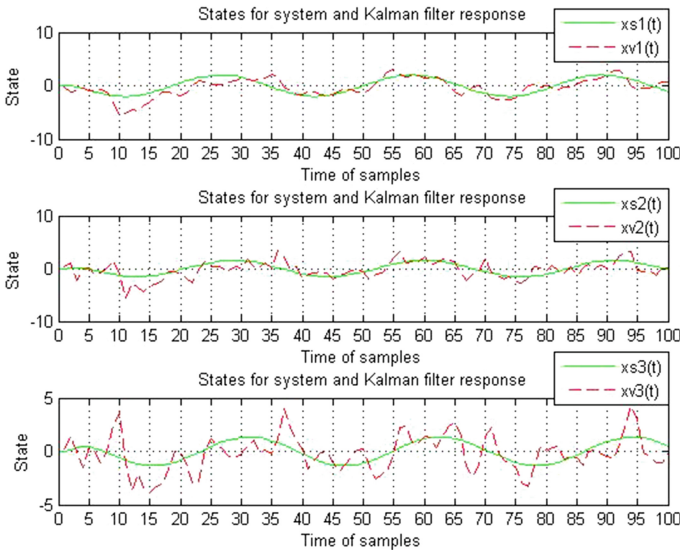 States for system and Kalman filter response
xs1(t)
xv1(t)
State
10
0
-10
0 5 10 15 20 25 30 35 40 45 50 55 60 65 70 75 80 85 90 95 100
Time of samples
States for system and Kalman filter response
xs2(t)
xv2(t)
State
10
0
-10
0 5 10 15 20 25 30 35 40 45 50 55 60 65 70 75 80 85 90 95 100
Time of samples
States for system and Kalman filter response
xs3(t)
xv3(t)
State
5
0
-5
0 5 10 15 20 25 30 35 40 45 50 55 60 65 70 75 80 85 90 95 100
Time of samples